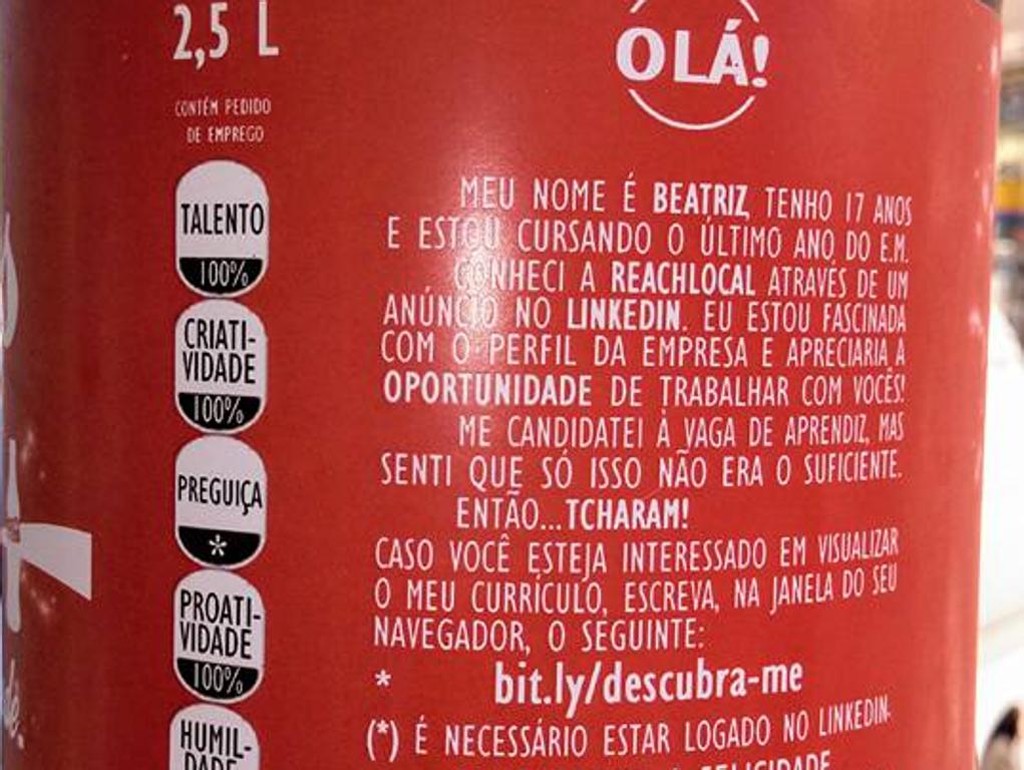 2,5 L
CONTÉM PEDIDO
DE EMPREGO
TALENTO
100%
CRIATI-
VIDADE
100%
PREGUIÇA
*
PROATI-
VIDADE
100%
HUMIL-
DADE
OLÁ!
MEU NOME É BEATRIZ, TENHO 17 ANOS
E ESTOU CURSANDO O ÚLTIMO ANO DO E.M.
CONHECI A REACHLOCAL ATRAVÉS DE UM
ANÚNCIO NO LINKEDIN. EU ESTOU FASCINADA
COM O PERFIL DA EMPRESA E APRECIARIA A
OPORTUNIDADE DE TRABALHAR COM VOCÊS!
ME CANDIDATEI À VAGA DE APRENDIZ, MAS
SENTI QUE SÓ ISSO NÃO ERA O SUFICIENTE.
ENTÃO...TCHARAM!
CASO VOCÊ ESTEJA INTERESSADO EM VISUALIZAR
O MEU CURRÍCULO, ESCREVA, NA JANELA DO SEU
NAVEGADOR, O SEGUINTE:
* bit.ly/descubra-me
(*) É NECESSÁRIO ESTAR LOGADO NO LINKEDIN.
FELICIDADE